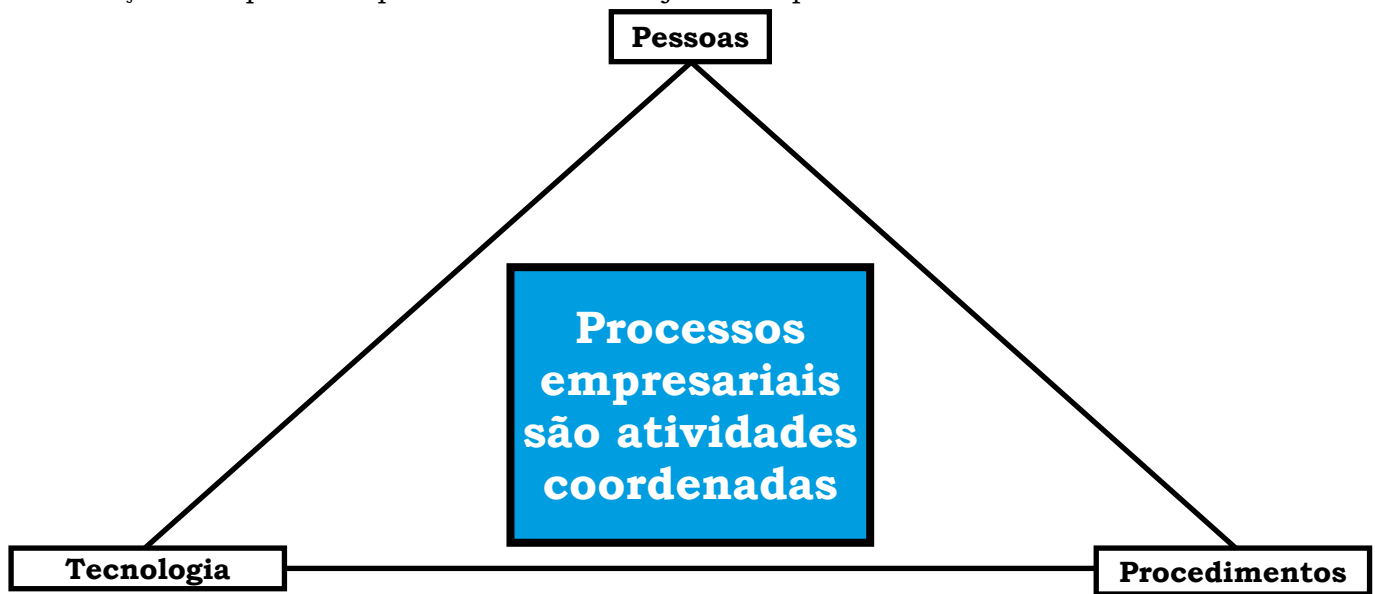 Pessoas
Processos
empresariais
são atividades
coordenadas
Tecnologia
Procedimentos